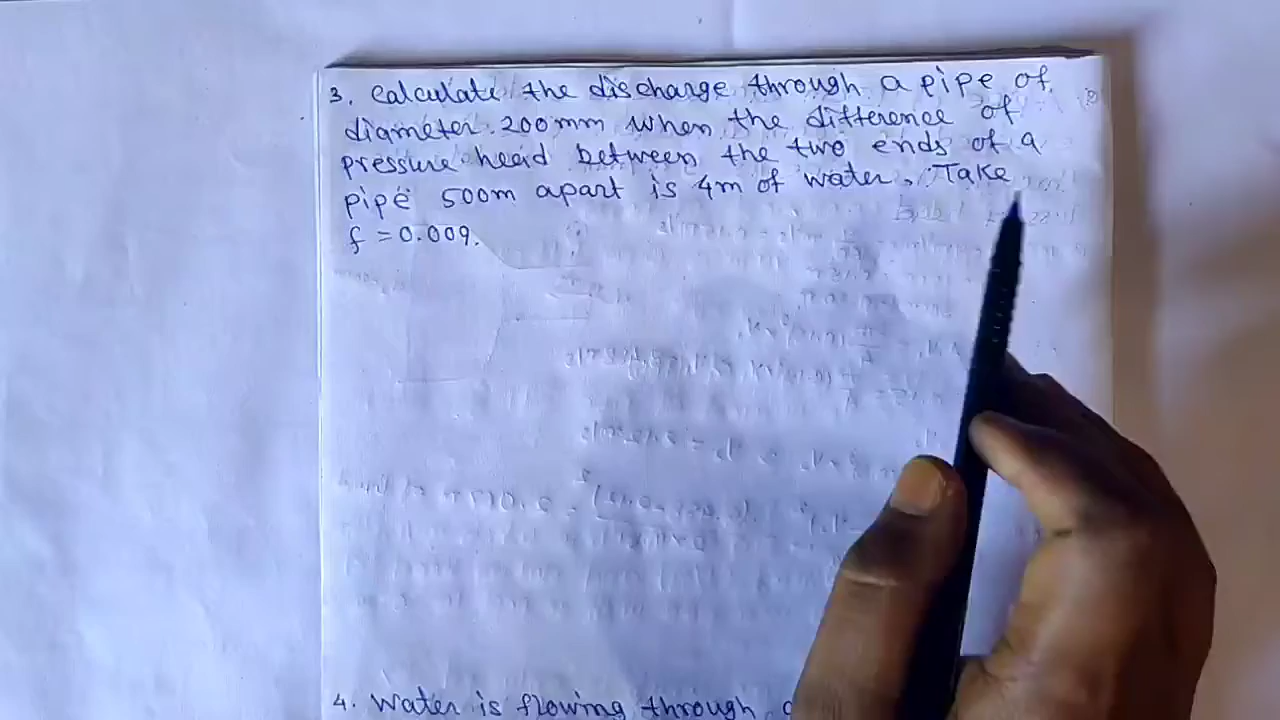 3. Calculate the discharge through a pipe of
diameter 200mm when the difference of
pressure head between the two ends of a
pipe 500m apart is 4m of water. Take
f = 0.009.
4. Water is flowing through